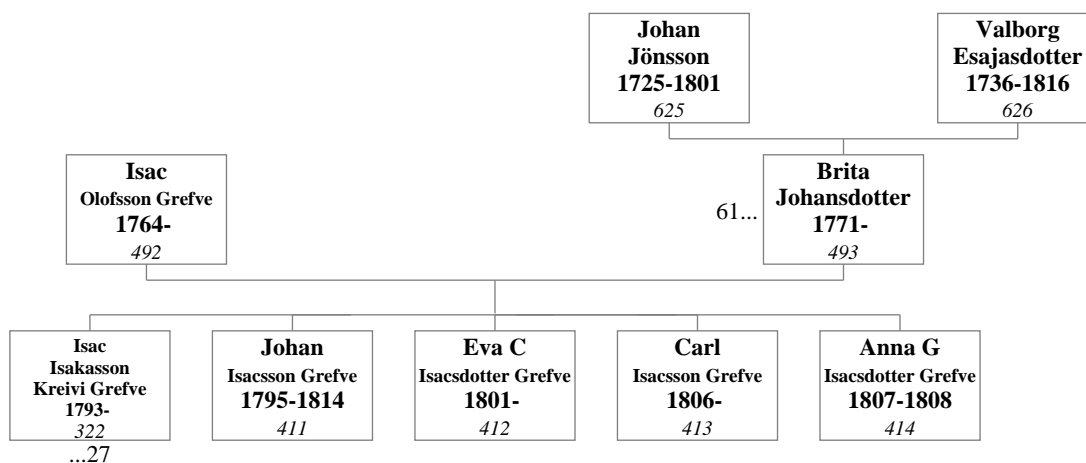 Johan
Jönsson
1725-1801
625
Valborg
Esajasdotter
1736-1816
626
Isac
Olofsson Grefve
1764-
492
61...
Brita
Johansdotter
1771-
493
Isac
Isakasson
Kreivi Grefve
1793-
322
...27
Johan
Isacsson Grefve
1795-1814
411
Eva C
Isacsdotter Grefve
1801-
412
Carl
Isacsson Grefve
1806-
413
Anna G
Isacsdotter Grefve
1807-1808
414